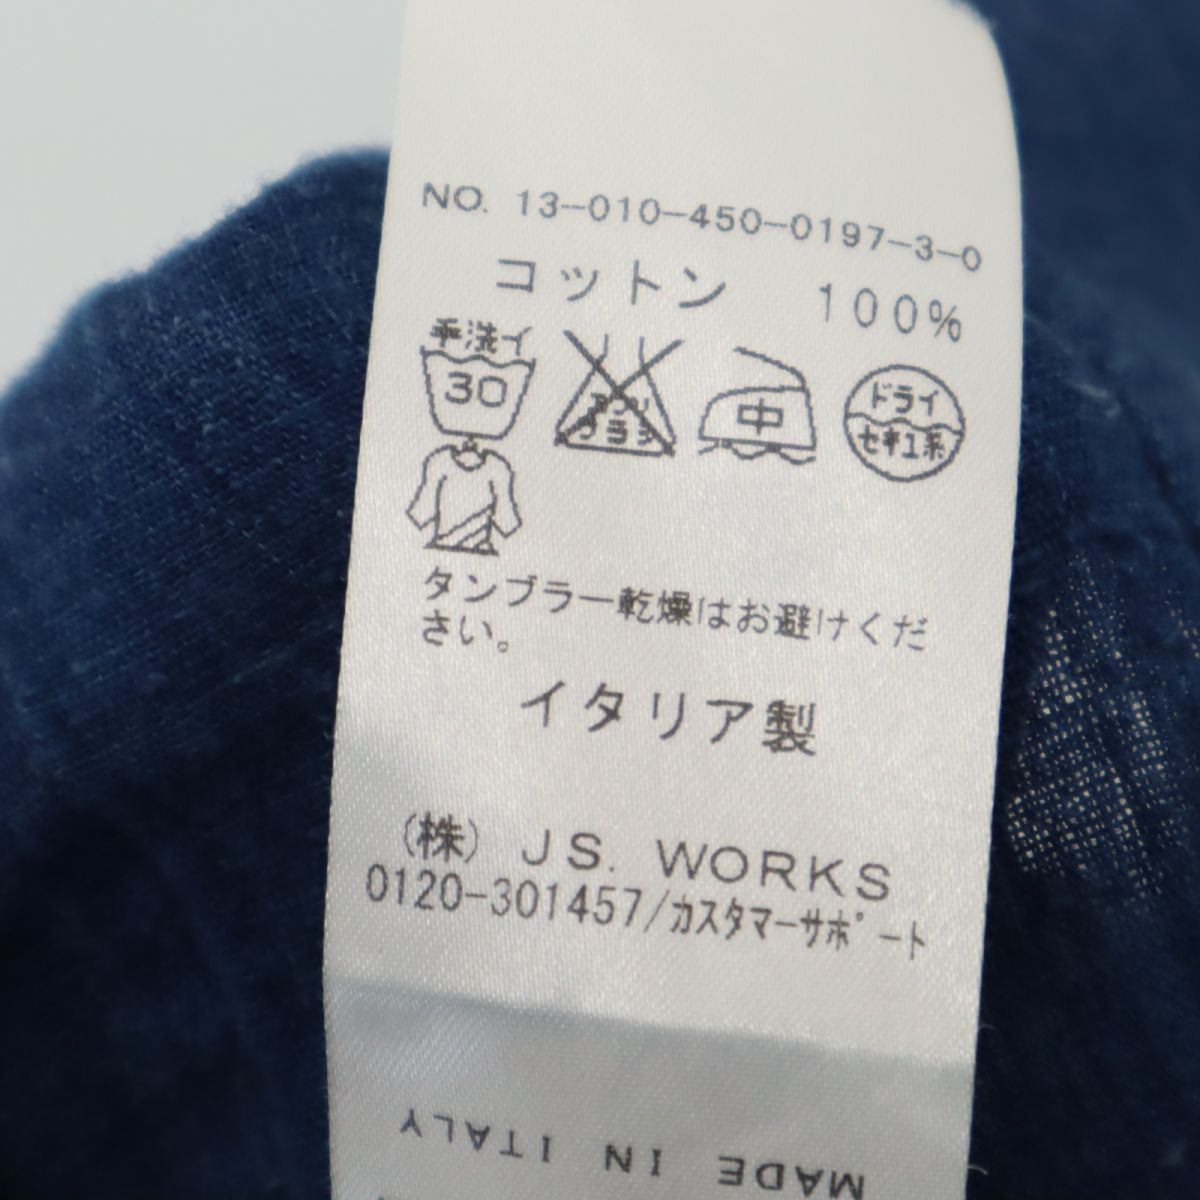 NO. 13-010-450-0197-3-0
コットン 100%
手洗イ
30
エンソ
サラシ
中
ドライ
セキユ系
タンブラー乾燥はお避けくだ
さい。
イタリア製
(株) JS. WORKS
0120-301457/カスタマーサポート
MADE IN ITALY